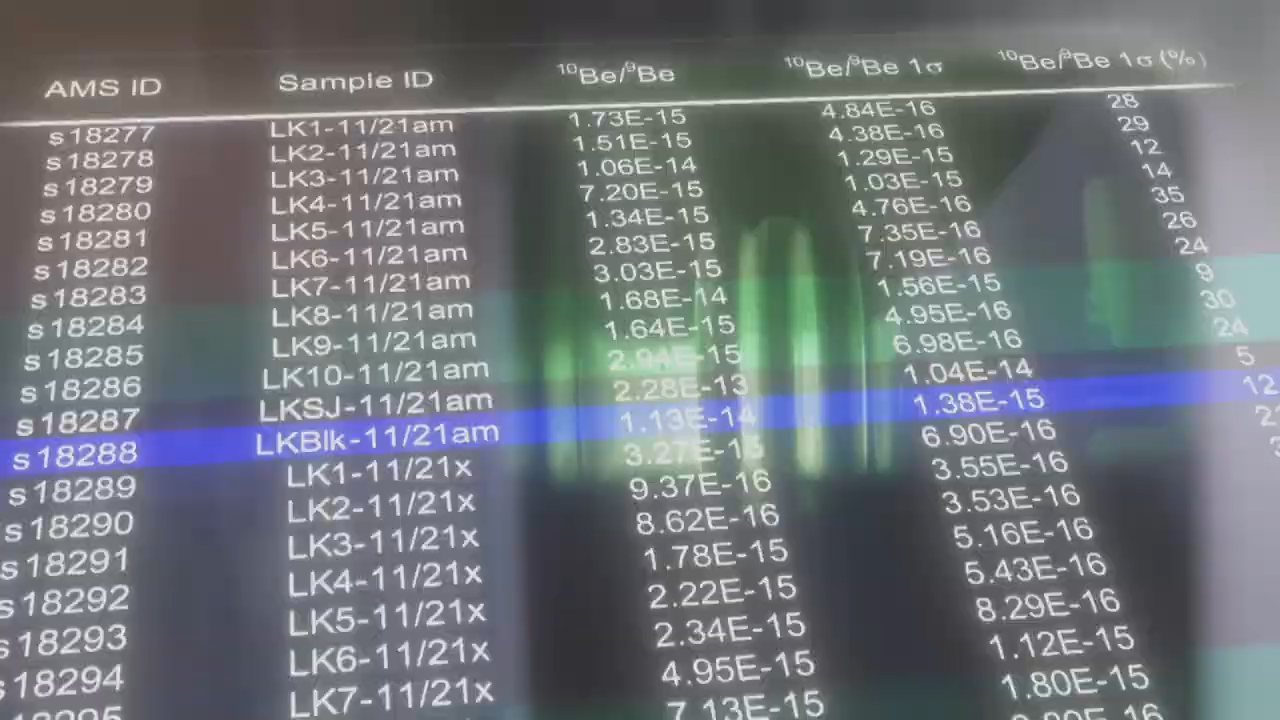 AMS ID Sample ID ¹⁰Be/⁹Be ¹⁰Be/⁹Be 1σ ¹⁰Be/⁹Be 1σ (%)
s18277 LK1-11/21am 1.73E-15 4.84E-16 28
s18278 LK2-11/21am 1.51E-15 4.38E-16 29
s18279 LK3-11/21am 1.06E-14 1.29E-15 12
s18280 LK4-11/21am 7.20E-15 1.03E-15 14
s18281 LK5-11/21am 1.34E-15 4.76E-16 35
s18282 LK6-11/21am 2.83E-15 7.35E-16 26
s18283 LK7-11/21am 3.03E-15 7.19E-16 24
s18284 LK8-11/21am 1.68E-14 1.56E-15 9
s18285 LK9-11/21am 1.64E-15 4.95E-16 30
s18286 LK10-11/21am 2.94E-15 6.98E-16 24
s18287 LKSJ-11/21am 2.28E-13 1.04E-14 5
s18288 LKBlk-11/21am 1.13E-14 1.38E-15 12
s18289 LK1-11/21x 3.27E-15 6.90E-16
s18290 LK2-11/21x 9.37E-16 3.55E-16
s18291 LK3-11/21x 8.62E-16 3.53E-16
s18292 LK4-11/21x 1.78E-15 5.16E-16
s18293 LK5-11/21x 2.22E-15 5.43E-16
s18294 LK6-11/21x 2.34E-15 8.29E-16
LK7-11/21x 4.95E-15 1.12E-15
7.13E-15 1.80E-15